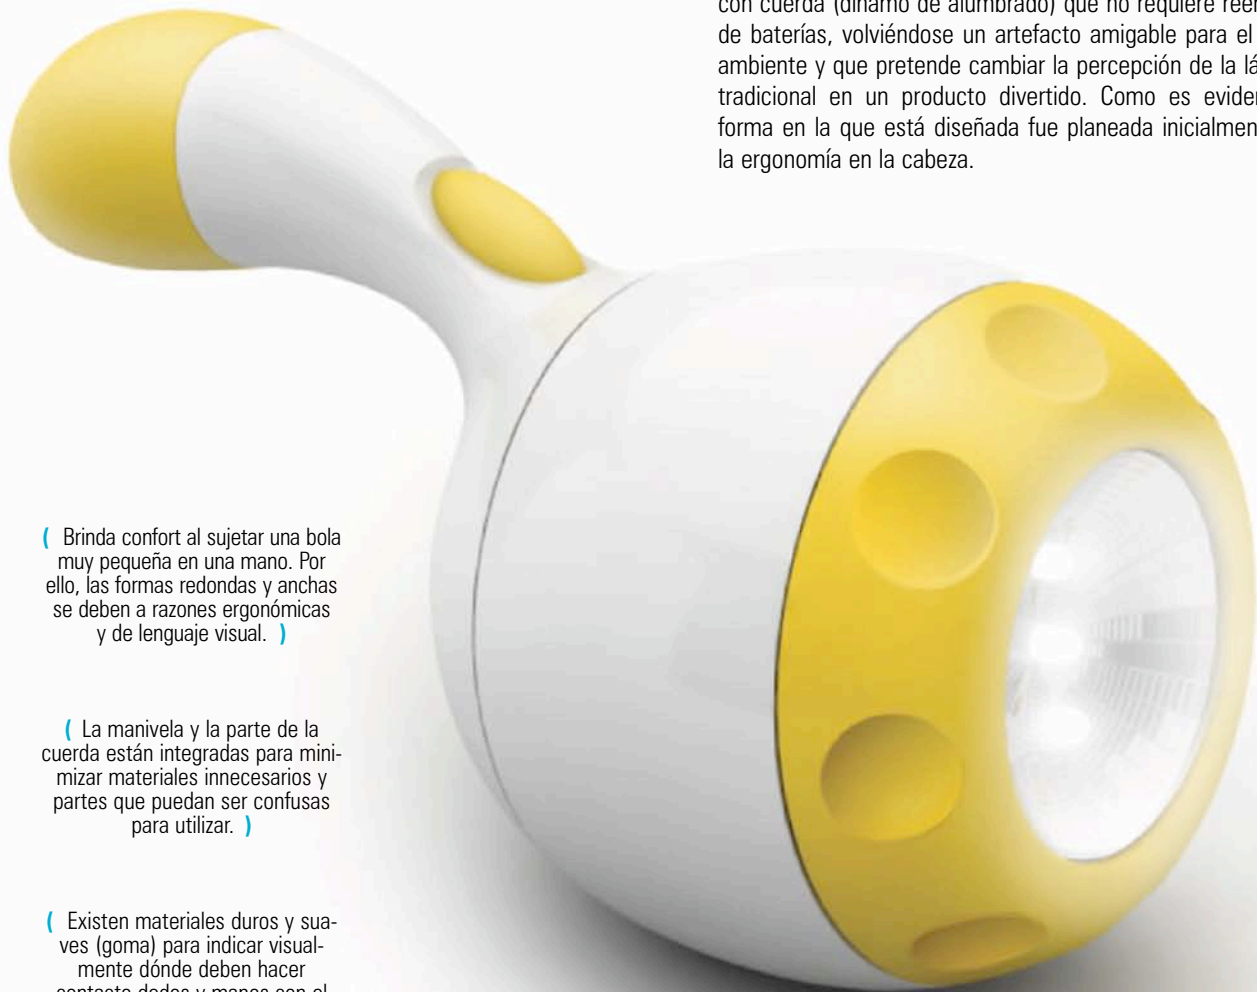 con cuerda (dínamo de alumbrado) que no requiere
de baterías, volviéndose un artefacto amigable para el
ambiente y que pretende cambiar la percepción de la
tradicional en un producto divertido. Como es
forma en la que está diseñada fue planeada
la ergonomía en la cabeza.
( Brinda confort al sujetar una bola
muy pequeña en una mano. Por
ello, las formas redondas y anchas
se deben a razones ergonómicas
y de lenguaje visual. )
( La manivela y la parte de la
cuerda están integradas para mini-
mizar materiales innecesarios y
partes que puedan ser confusas
para utilizar. )
( Existen materiales duros y sua-
ves (goma) para indicar visual-
mente dónde deben hacer
contacto dedos y manos con el